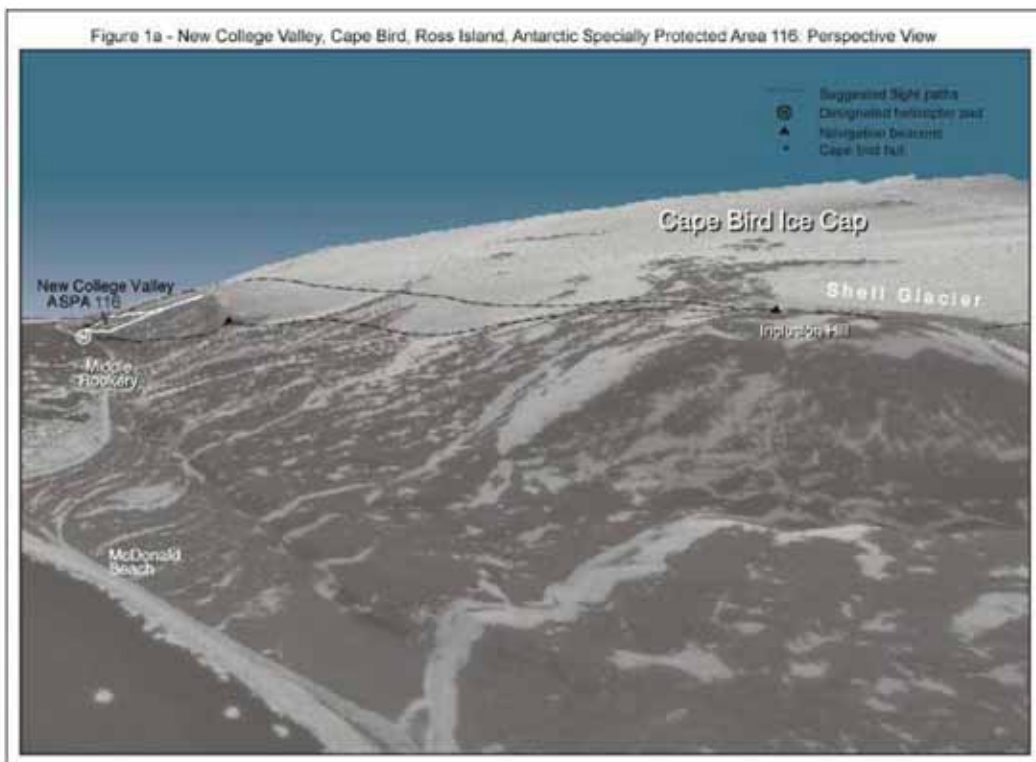 Figure 1a - New College Valley, Cape Bird, Ross Island, Antarctic Specially Protected Area 116: Perspective View
Suggested flight paths
Designated helicopter pad
Navigation beacons
Cape bird hut
Cape Bird Ice Cap
New College Valley
ASPA 116
Shell Glacier
Inclusion Hill
Middle
Rookery
McDonald
Beach